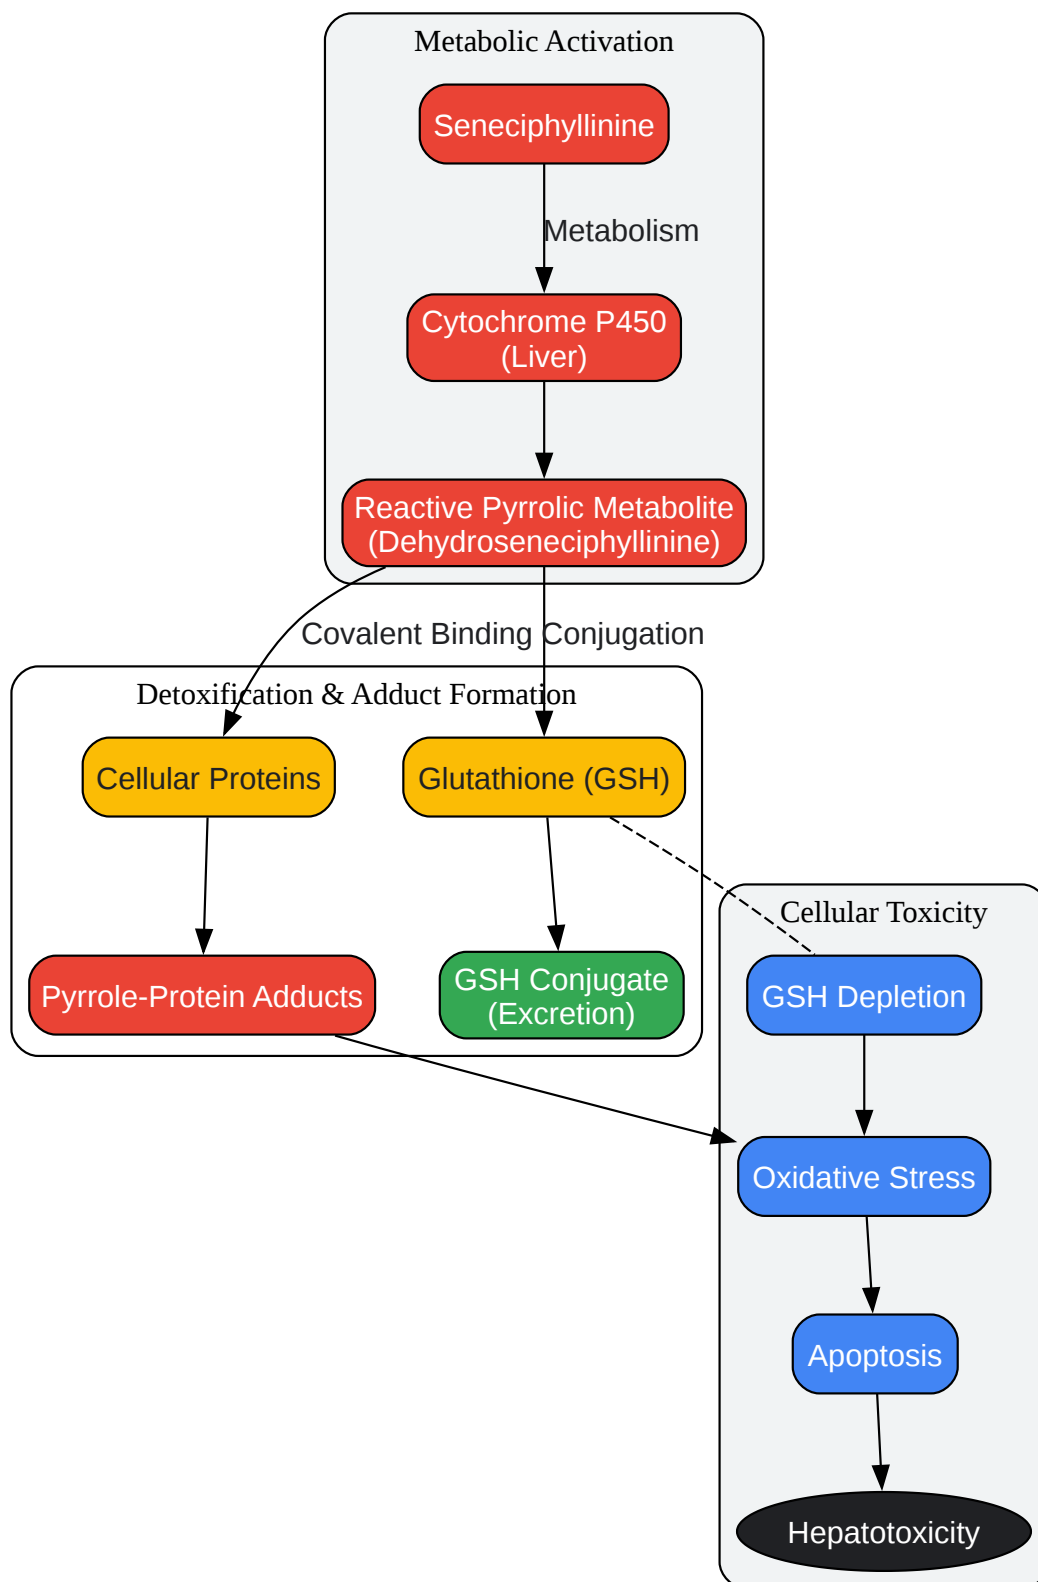 Metabolic Activation
Seneciphyllinine
Metabolism
Cytochrome P450
(Liver)
Reactive Pyrrolic Metabolite
(Dehydroseneciphyllinine)
Covalent Binding
Conjugation
Detoxification & Adduct Formation
Cellular Proteins
Glutathione (GSH)
Cellular Toxicity
Pyrrole-Protein Adducts
GSH Conjugate
(Excretion)
GSH Depletion
Oxidative Stress
Apoptosis
Hepatotoxicity